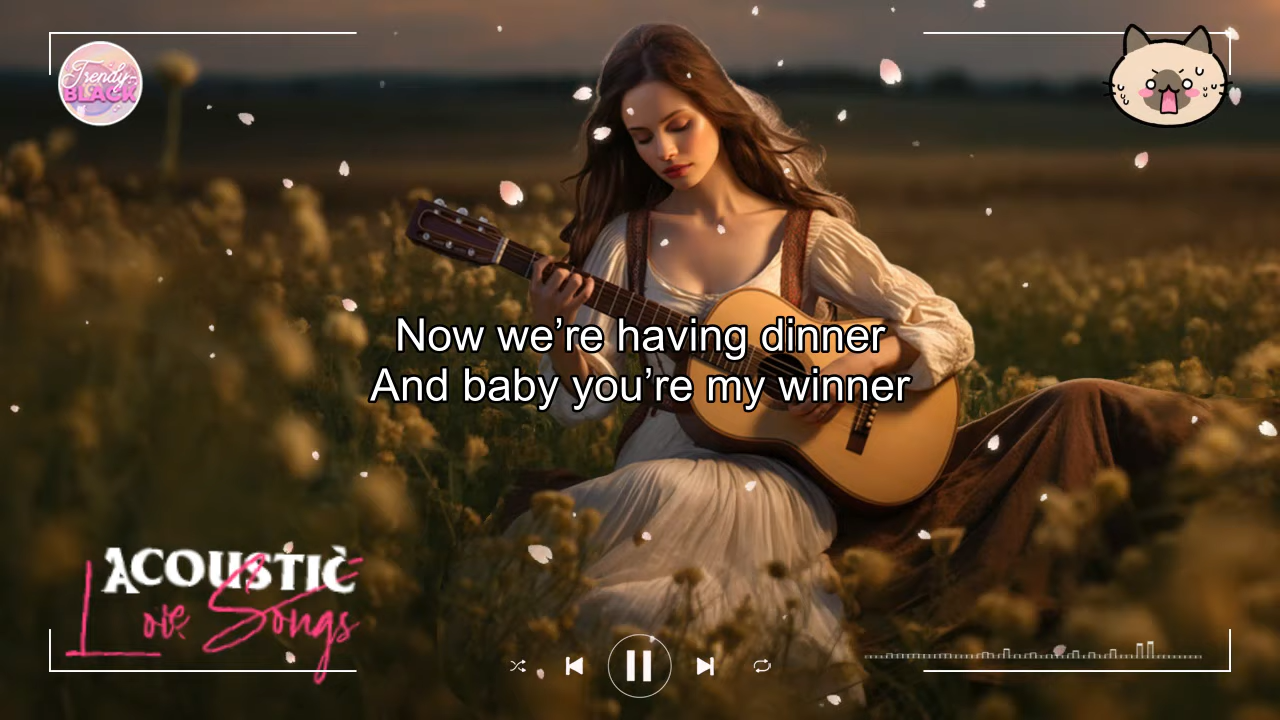 Trendy
BLACK
Now we’re having dinner
And baby you’re my winner
ACOUSTIC
Love Songs